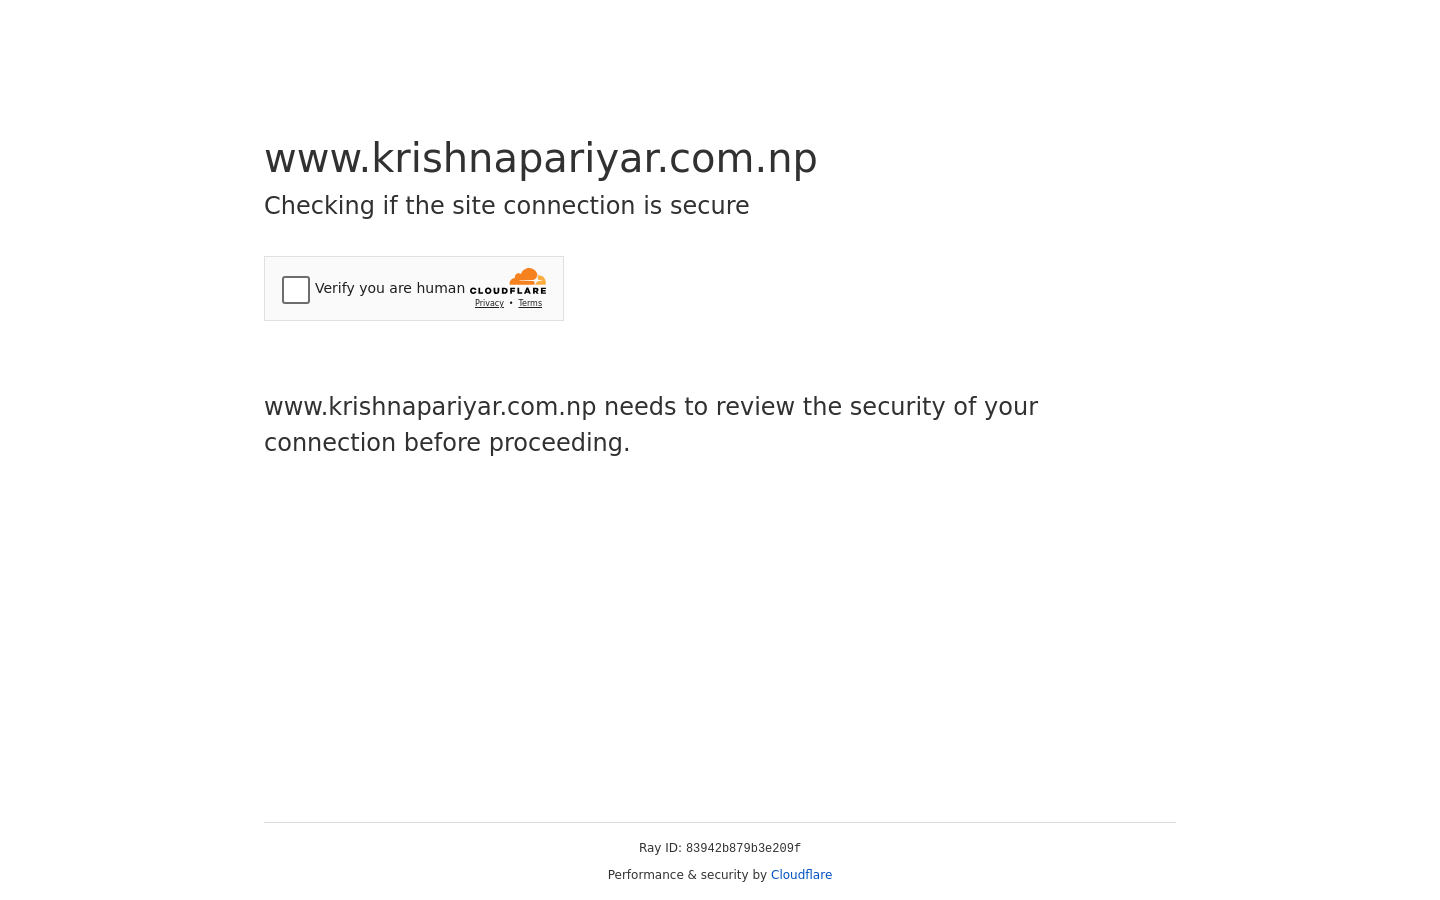 www.krishnapariyar.com.np
Checking if the site connection is secure
Verify you are human
CLOUDFLARE
Privacy • Terms
www.krishnapariyar.com.np needs to review the security of your
connection before proceeding.
Ray ID: 83942b879b3e209f
Performance & security by Cloudflare